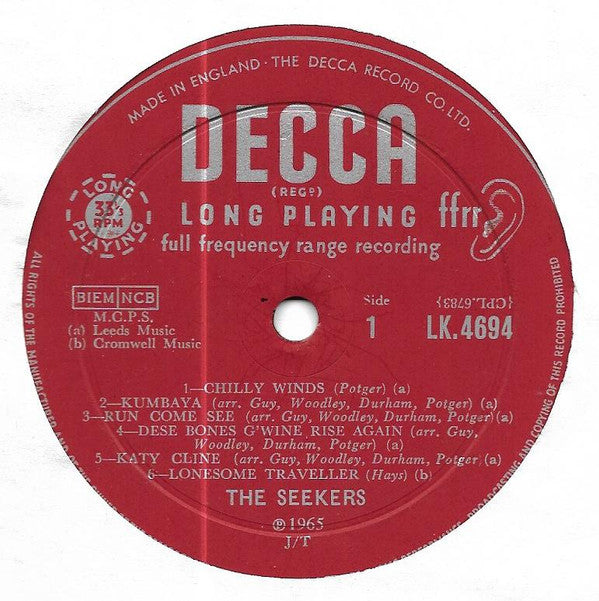 MADE IN ENGLAND · THE DECCA RECORD CO. LTD.
DECCA
(REGD)
LONG 33⅓ RPM PLAYING
LONG PLAYING ffrr
full frequency range recording
BIEM NCB
M.C.P.S.
(a) Leeds Music
(b) Cromwell Music
Side
1
{CPL.6783}
LK.4694
1—CHILLY WINDS (Potger) (a)
2—KUMBAYA (arr. Guy, Woodley, Durham, Potger) (a)
3—RUN COME SEE (arr. Guy, Woodley, Durham, Potger)(a)
4—DESE BONES G'WINE RISE AGAIN (arr. Guy,
Woodley, Durham, Potger) (a)
5—KATY CLINE (arr. Guy, Woodley, Durham, Potger) (a)
6—LONESOME TRAVELLER (Hays) (b)
THE SEEKERS
℗1965
J/T
ALL RIGHTS OF THE MANUFACTURER AND OF THE
BROADCASTING AND COPYING OF THIS RECORD PROHIBITED